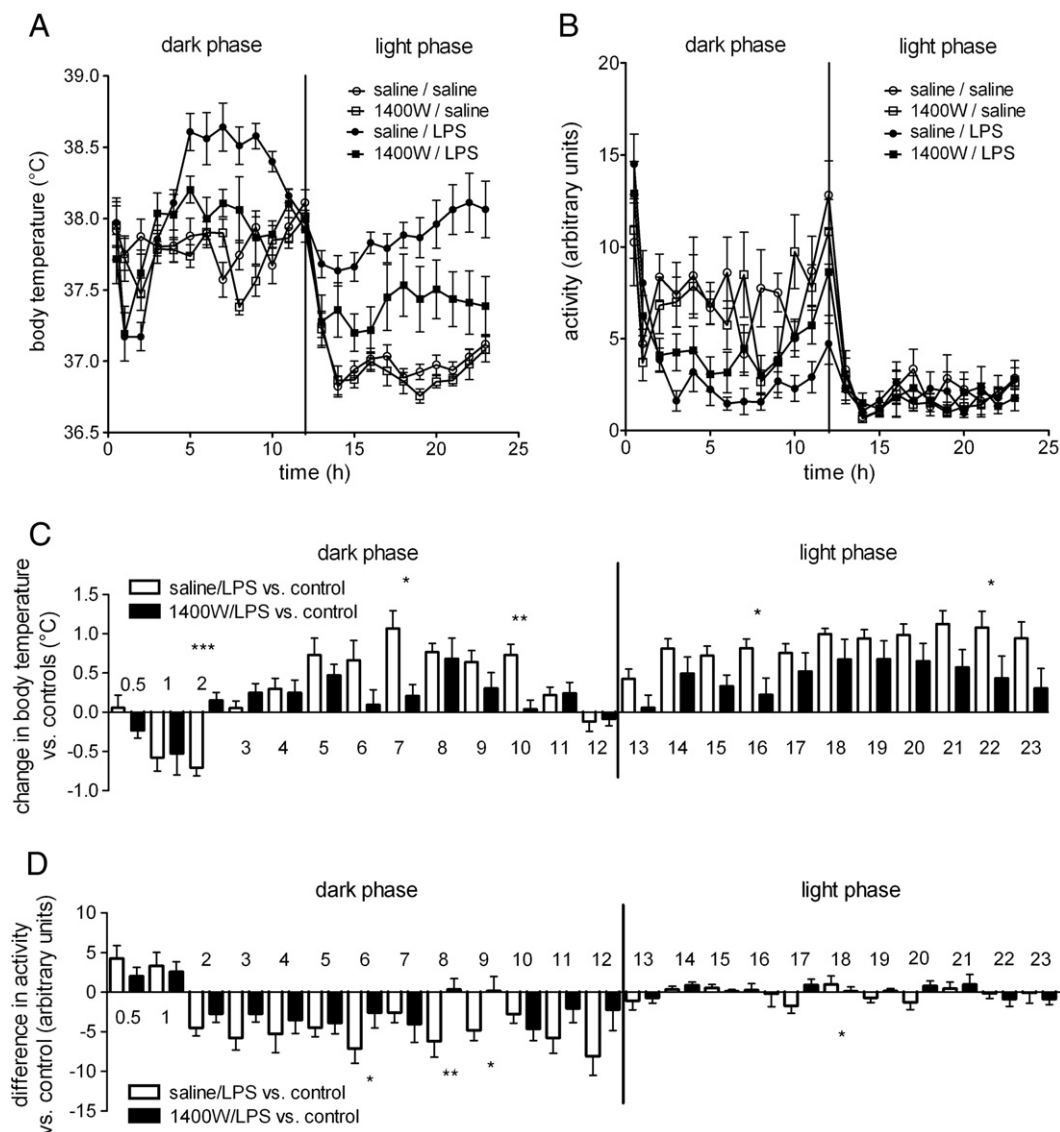 A
dark phase
light phase
39.0
38.5
38.0
37.5
37.0
36.5
body temperature (°C)
saline / saline
1400W / saline
saline / LPS
1400W / LPS
0 5 10 15 20 25
time (h)
B
dark phase
light phase
20
15
10
5
0
activity (arbitrary units)
saline / saline
1400W / saline
saline / LPS
1400W / LPS
0 5 10 15 20 25
time (h)
C
dark phase
light phase
change in body temperature
vs. controls (°C)
1.5
1.0
0.5
0.0
-0.5
-1.0
saline/LPS vs. control
1400W/LPS vs. control
*** * ** * *
0.5 1 2
3 4 5 6 7 8 9 10 11 12 13 14 15 16 17 18 19 20 21 22 23
D
dark phase
light phase
difference in activity
vs. control (arbitrary units)
10
5
0
-5
-10
-15
2 3 4 5 6 7 8 9 10 11 12 13 14 15 16 17 18 19 20 21 22 23
0.5 1
* ** * *
saline/LPS vs. control
1400W/LPS vs. control